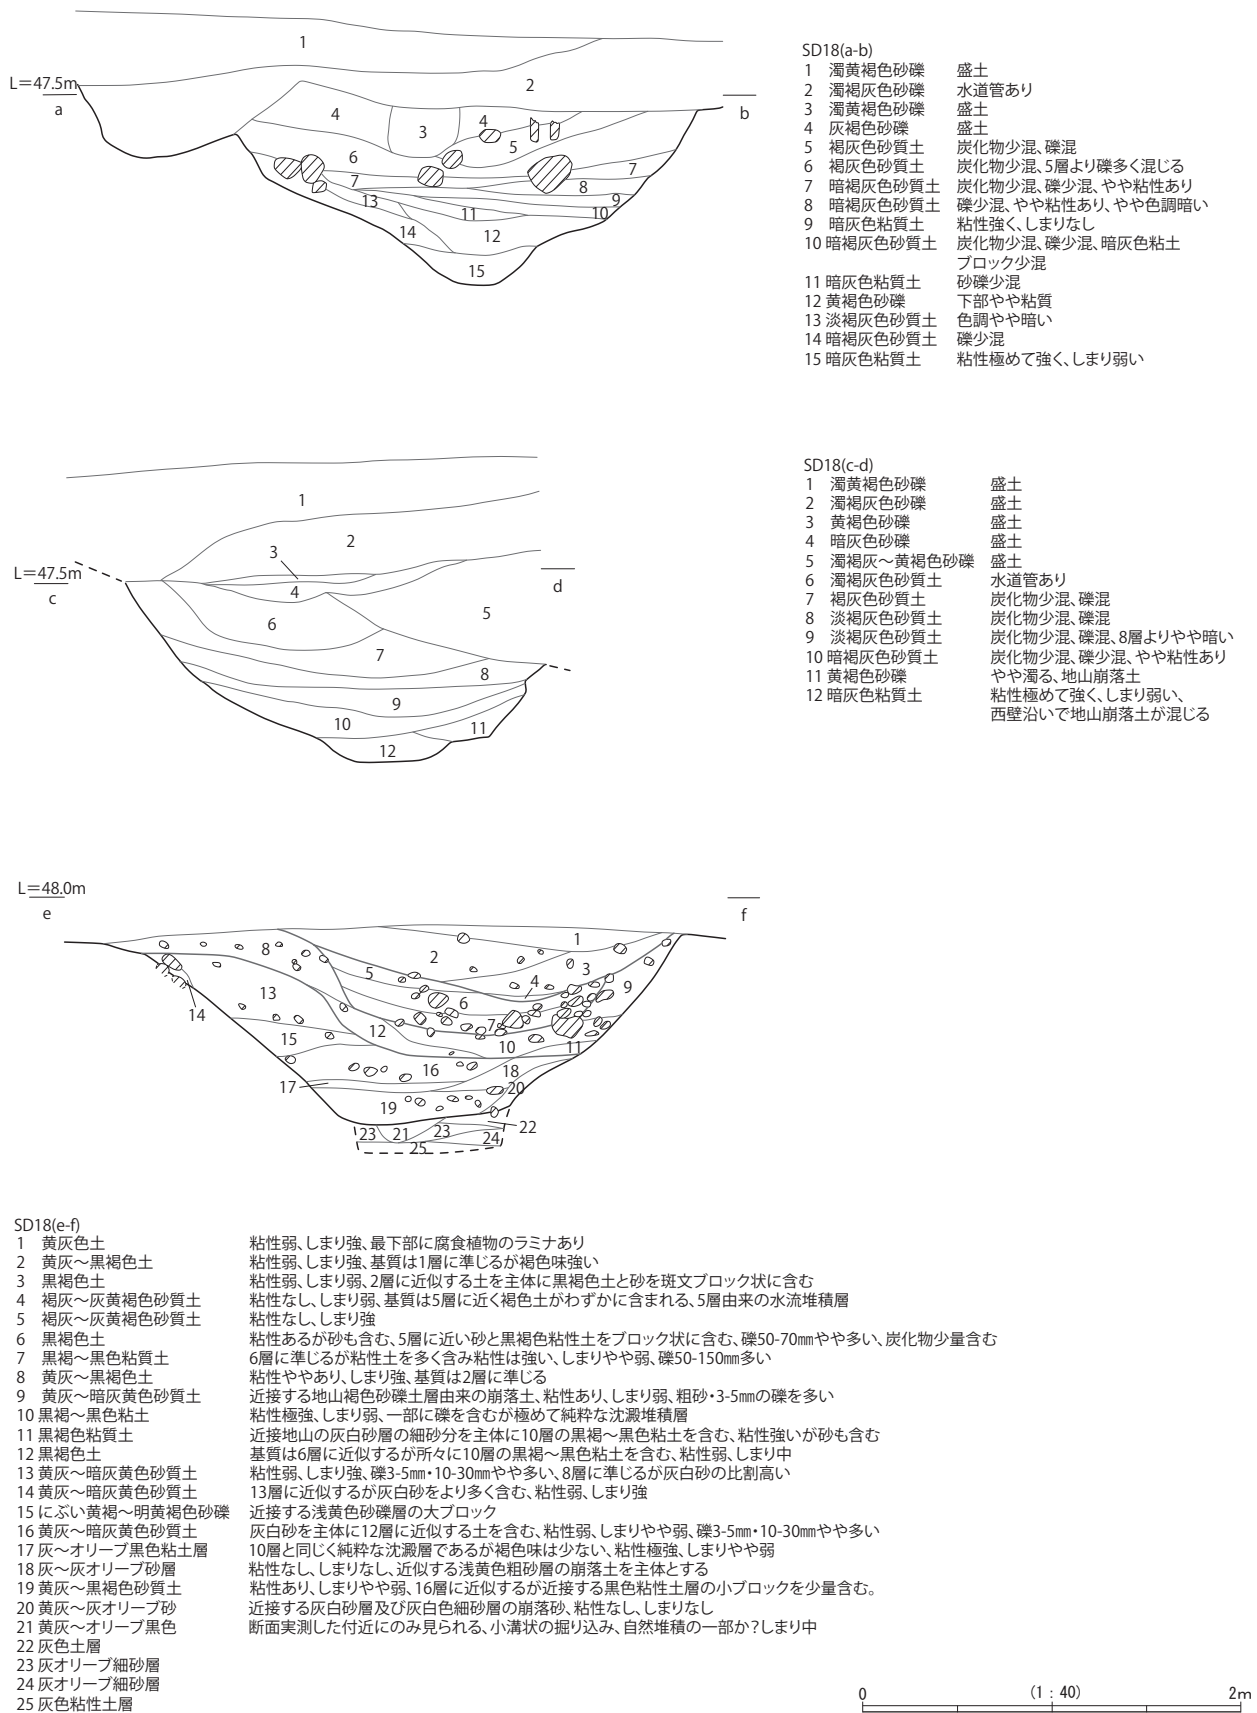 1
2
L＝47.5m
a
b
4
3
4
5
6
7
7
8
9
13
11
10
14
12
15
SD18(a-b)
1 濁黄褐色砂礫 盛土
2 濁褐灰色砂礫 水道管あり
3 濁黄褐色砂礫 盛土
4 灰褐色砂礫 盛土
5 褐灰色砂質土 炭化物少混、礫混
6 褐灰色砂質土 炭化物少混、5層より礫多く混じる
7 暗褐灰色砂質土 炭化物少混、礫少混、やや粘性あり
8 暗褐灰色砂質土 礫少混、やや粘性あり、やや色調暗い
9 暗灰色粘質土 粘性強く、しまりなし
10 暗褐灰色砂質土 炭化物少混、礫少混、暗灰色粘土
ブロック少混
11 暗灰色粘質土 砂礫少混
12 黄褐色砂礫 下部やや粘質
13 淡褐灰色砂質土 色調やや暗い
14 暗褐灰色砂質土 礫少混
15 暗灰色粘質土 粘性極めて強く、しまり弱い
1
2
3
L＝47.5m
c
d
4
5
6
7
8
9
10
11
12
SD18(c-d)
1 濁黄褐色砂礫 盛土
2 濁褐灰色砂礫 盛土
3 黄褐色砂礫 盛土
4 暗灰色砂礫 盛土
5 濁褐灰～黄褐色砂礫 盛土
6 濁褐灰色砂質土 水道管あり
7 褐灰色砂質土 炭化物少混、礫混
8 淡褐灰色砂質土 炭化物少混、礫混
9 淡褐灰色砂質土 炭化物少混、礫混、8層よりやや暗い
10 暗褐灰色砂質土 炭化物少混、礫少混、やや粘性あり
11 黄褐色砂礫 やや濁る、地山崩落土
12 暗灰色粘質土 粘性極めて強く、しまり弱い、
西壁沿いで地山崩落土が混じる
L＝48.0m
e
f
1
8
2
5
3
4
9
13
6
14
7
12
15
10
11
16
18
17
20
19
22
23
21
23
24
25
SD18(e-f)
1 黄灰色土 粘性弱、しまり強、最下部に腐食植物のラミナあり
2 黄灰～黒褐色土 粘性弱、しまり強、基質は1層に準じるが褐色味強い
3 黒褐色土 粘性弱、しまり弱、2層に近似する土を主体に黒褐色土と砂を斑文ブロック状に含む
4 褐灰～灰黄褐色砂質土 粘性なし、しまり弱、基質は5層に近く褐色土がわずかに含まれる、5層由来の水流堆積層
5 褐灰～灰黄褐色砂質土 粘性なし、しまり強
6 黒褐色土 粘性あるが砂も含む、5層に近い砂と黒褐色粘性土をブロック状に含む、礫50-70㎜やや多い、炭化物少量含む
7 黒褐～黒色粘質土 6層に準じるが粘性土を多く含み粘性は強い、しまりやや弱、礫50-150㎜多い
8 黄灰～黒褐色土 粘性ややあり、しまり強、基質は2層に準じる
9 黄灰～暗灰黄色砂質土 近接する地山褐色砂礫土層由来の崩落土、粘性あり、しまり弱、粗砂・3-5㎜の礫を多い
10 黒褐～黒色粘土 粘性極強、しまり弱、一部に礫を含むが極めて純粋な沈澱堆積層
11 黒褐色粘質土 近接地山の灰白砂層の細砂分を主体に10層の黒褐～黒色粘土を含む、粘性強いが砂も含む
12 黒褐色土 基質は6層に近似するが所々に10層の黒褐～黒色粘土を含む、粘性弱、しまり中
13 黄灰～暗灰黄色砂質土 粘性弱、しまり強、礫3-5㎜・10-30㎜やや多い、8層に準じるが灰白砂の比割高い
14 黄灰～暗灰黄色砂質土 13層に近似するが灰白砂をより多く含む、粘性弱、しまり強
15 にぶい黄褐～明黄褐色砂礫 近接する浅黄色砂礫層の大ブロック
16 黄灰～暗灰黄色砂質土 灰白砂を主体に12層に近似する土を含む、粘性弱、しまりやや弱、礫3-5㎜・10-30㎜やや多い
17 灰～オリーブ黒色粘土層 10層と同じく純粋な沈澱層であるが褐色味は少ない、粘性極強、しまりやや弱
18 灰～灰オリーブ砂層 粘性なし、しまりなし、近似する浅黄色粗砂層の崩落土を主体とする
19 黄灰～黒褐色砂質土 粘性あり、しまりやや弱、16層に近似するが近接する黒色粘性土層の小ブロックを少量含む。
20 黄灰～灰オリーブ砂 近接する灰白砂層及び灰白色細砂層の崩落砂、粘性なし、しまりなし
21 黄灰～オリーブ黒色 断面実測した付近にのみ見られる、小溝状の掘り込み、自然堆積の一部か？しまり中
22 灰色土層
23 灰オリーブ細砂層
24 灰オリーブ細砂層
25 灰色粘性土層
0 (1：40) 2m